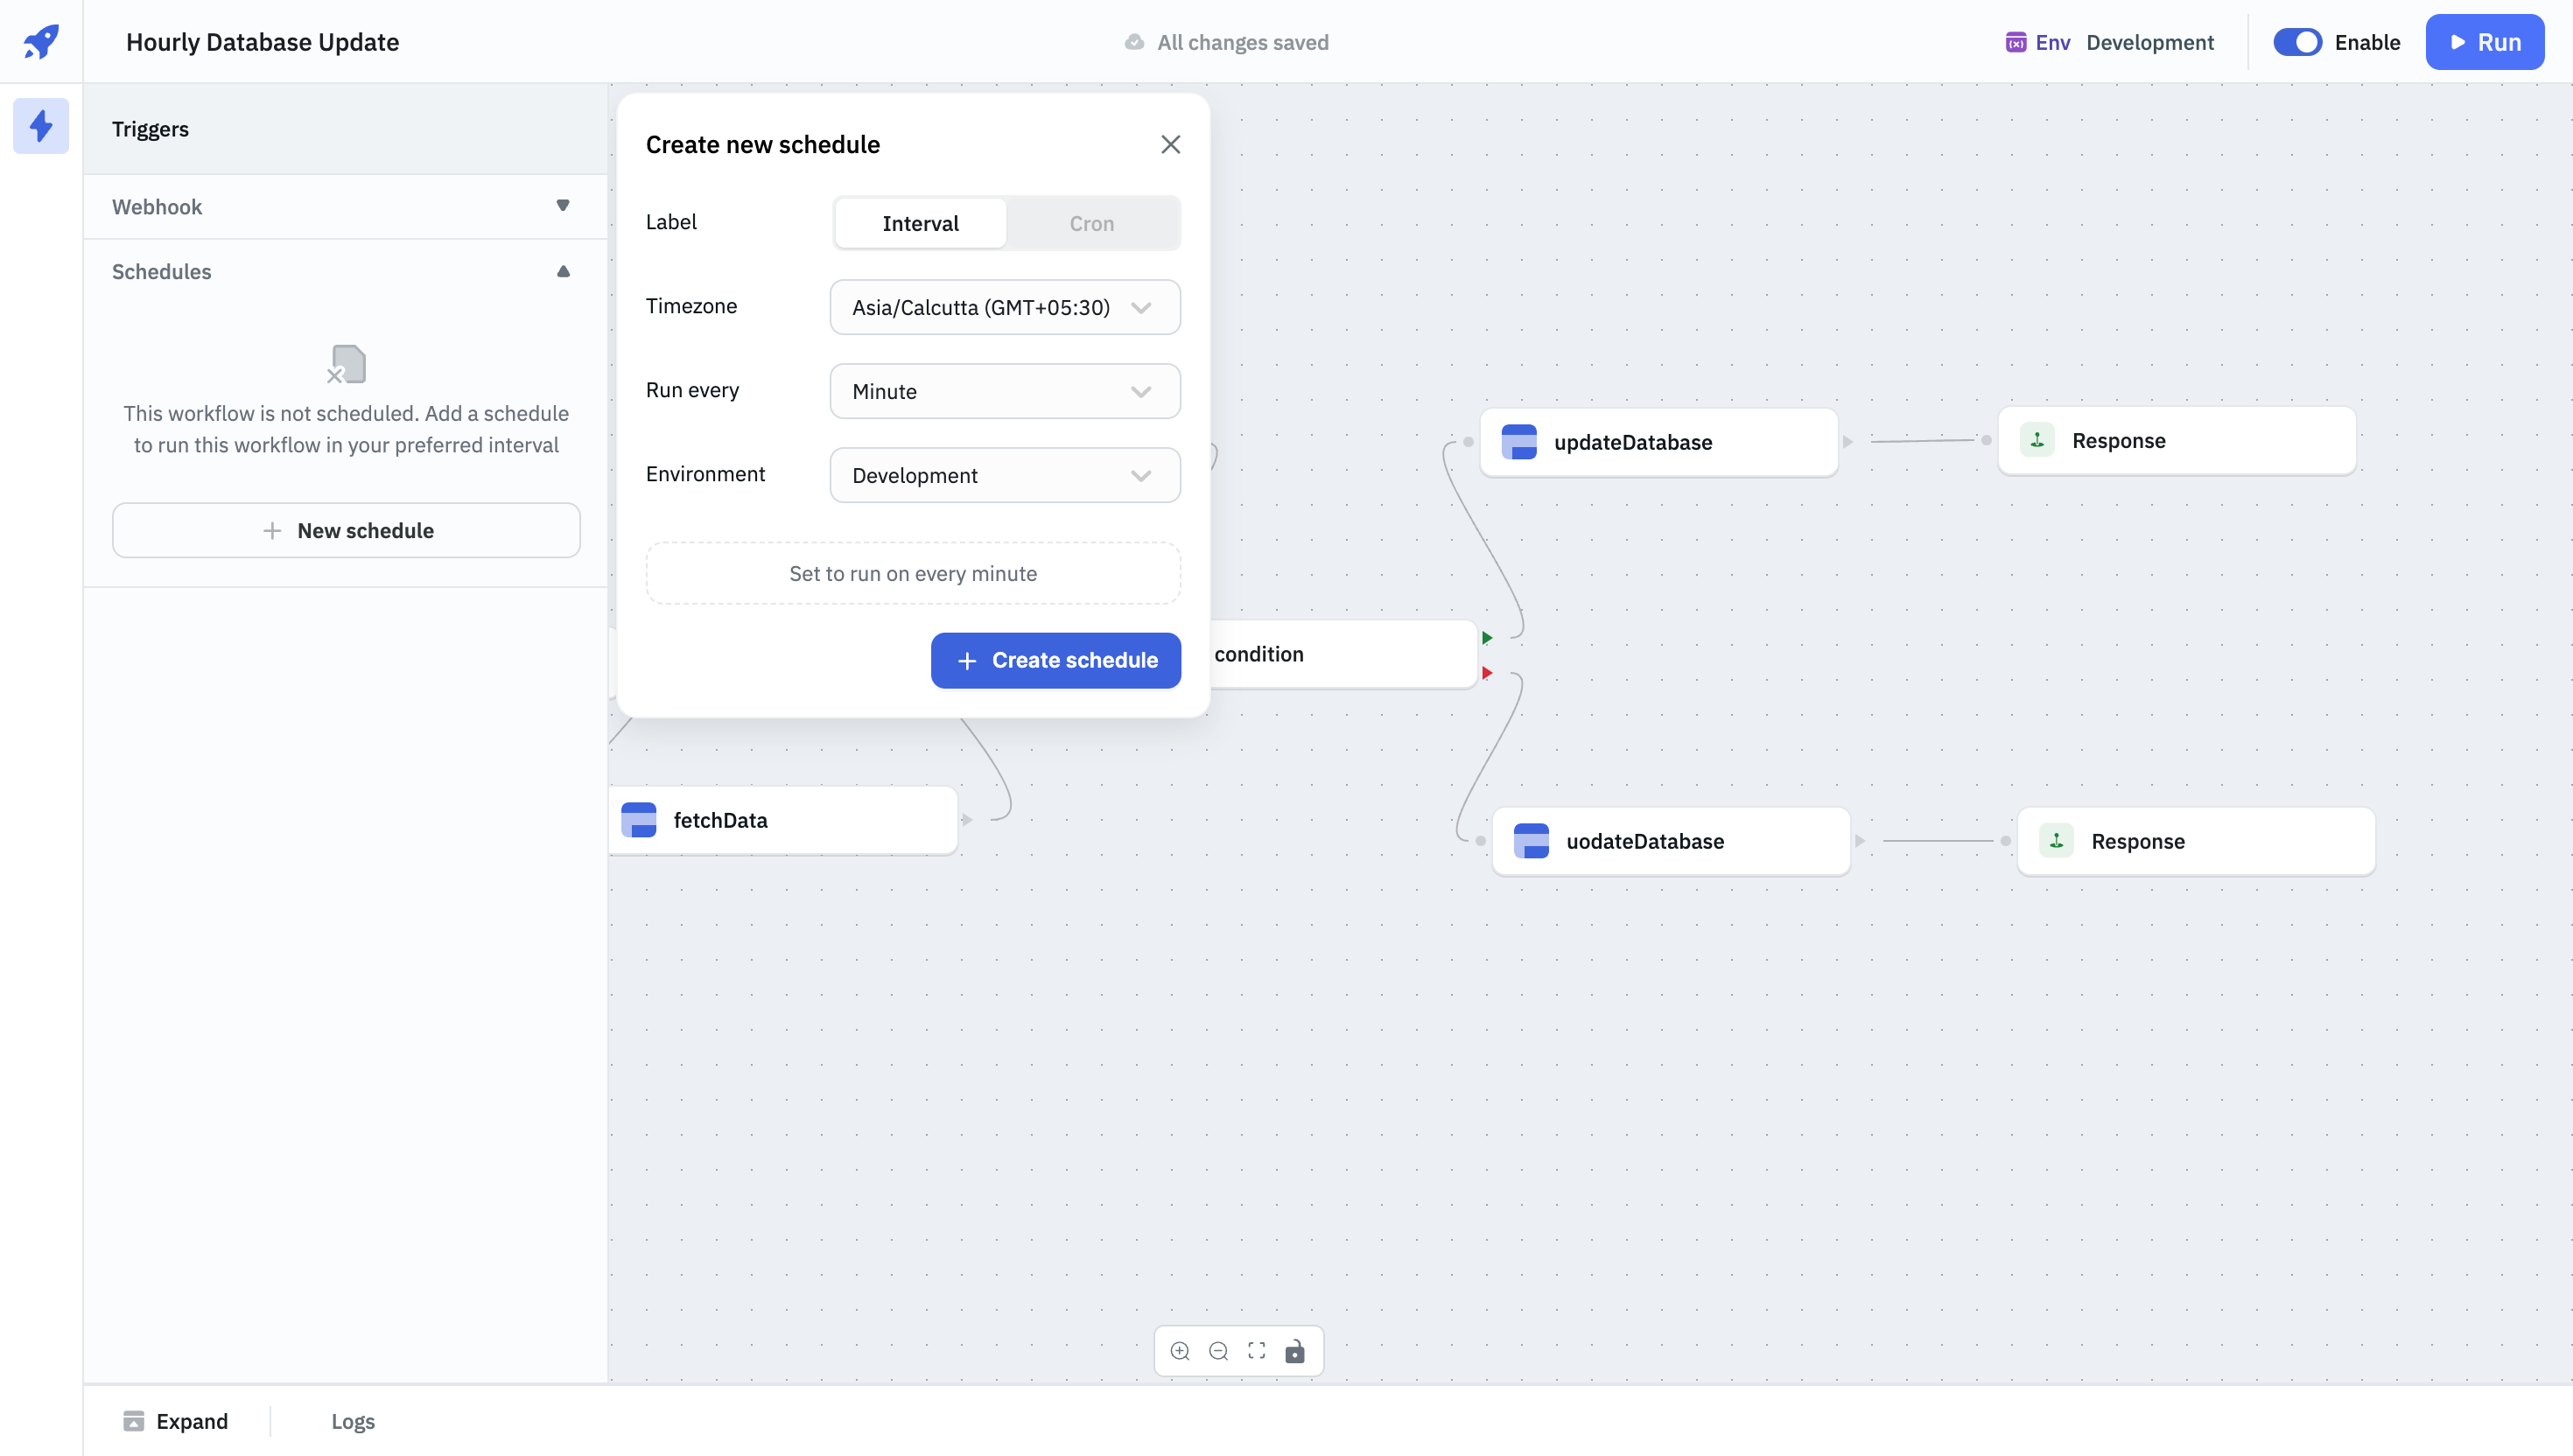 Hourly Database Update
All changes saved
Env Development
Enable
Run
Triggers
Webhook
Schedules
This workflow is not scheduled. Add a schedule
to run this workflow in your preferred interval
New schedule
Create new schedule
Label
Interval
Cron
Timezone
Asia/Calcutta (GMT+05:30)
Run every
Minute
Environment
Development
Set to run on every minute
Create schedule
updateDatabase
Response
condition
fetchData
uodateDatabase
Response
Expand
Logs